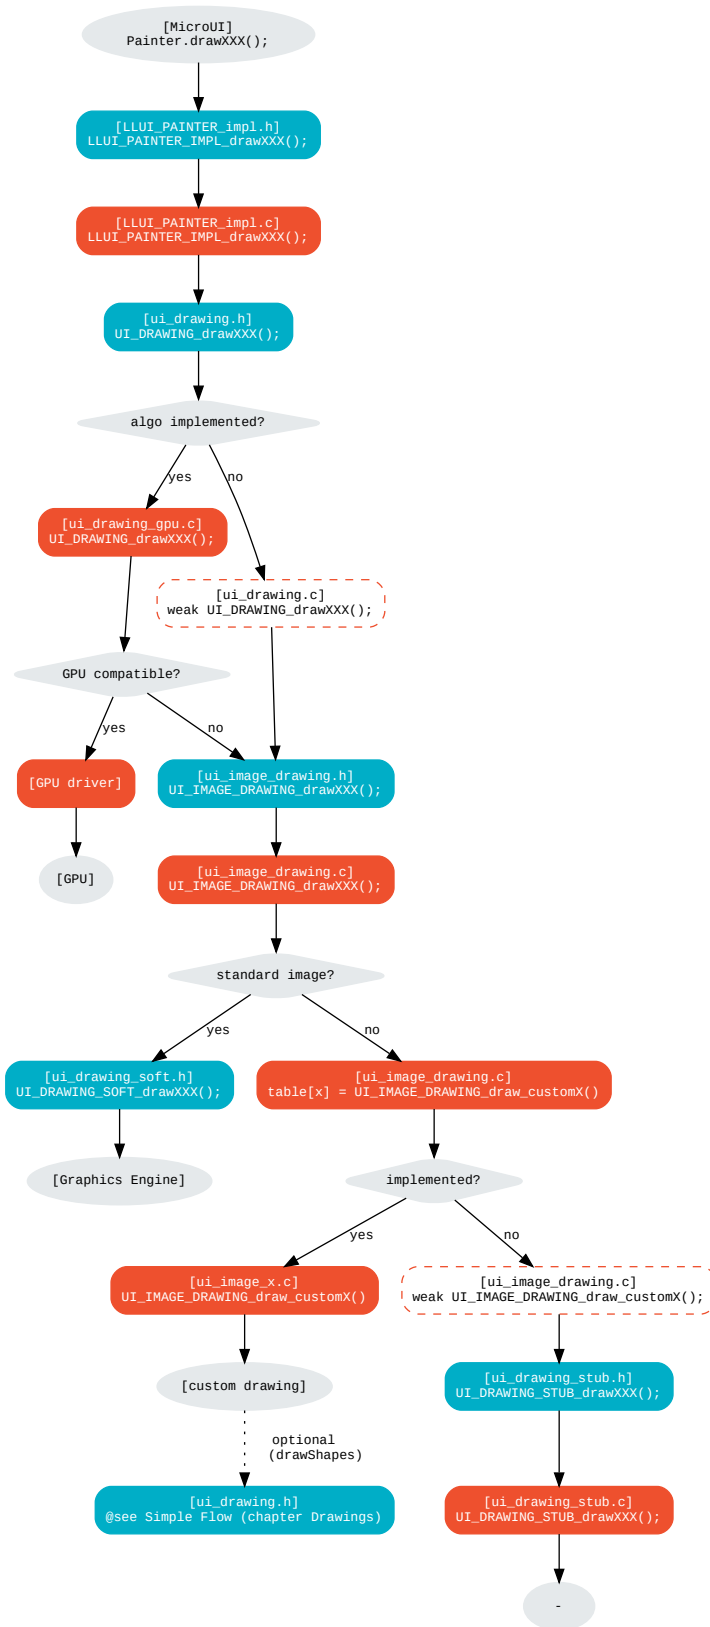 [MicroUI]
Painter.drawXXX();
[LLUI_PAINTER_impl.h]
LLUI_PAINTER_IMPL_drawXXX();
[LLUI_PAINTER_impl.c]
LLUI_PAINTER_IMPL_drawXXX();
[ui_drawing.h]
UI_DRAWING_drawXXX();
algo implemented?
yes
no
[ui_drawing_gpu.c]
UI_DRAWING_drawXXX();
[ui_drawing.c]
weak UI_DRAWING_drawXXX();
GPU compatible?
yes
no
[GPU driver]
[ui_image_drawing.h]
UI_IMAGE_DRAWING_drawXXX();
[GPU]
[ui_image_drawing.c]
UI_IMAGE_DRAWING_drawXXX();
standard image?
yes
no
[ui_drawing_soft.h]
UI_DRAWING_SOFT_drawXXX();
[ui_image_drawing.c]
table[x] = UI_IMAGE_DRAWING_draw_customX()
[Graphics Engine]
implemented?
yes
no
[ui_image_x.c]
UI_IMAGE_DRAWING_draw_customX()
[ui_image_drawing.c]
weak UI_IMAGE_DRAWING_draw_customX();
[custom drawing]
[ui_drawing_stub.h]
UI_DRAWING_STUB_drawXXX();
optional
(drawShapes)
[ui_drawing.h]
@see Simple Flow (chapter Drawings)
[ui_drawing_stub.c]
UI_DRAWING_STUB_drawXXX();
-